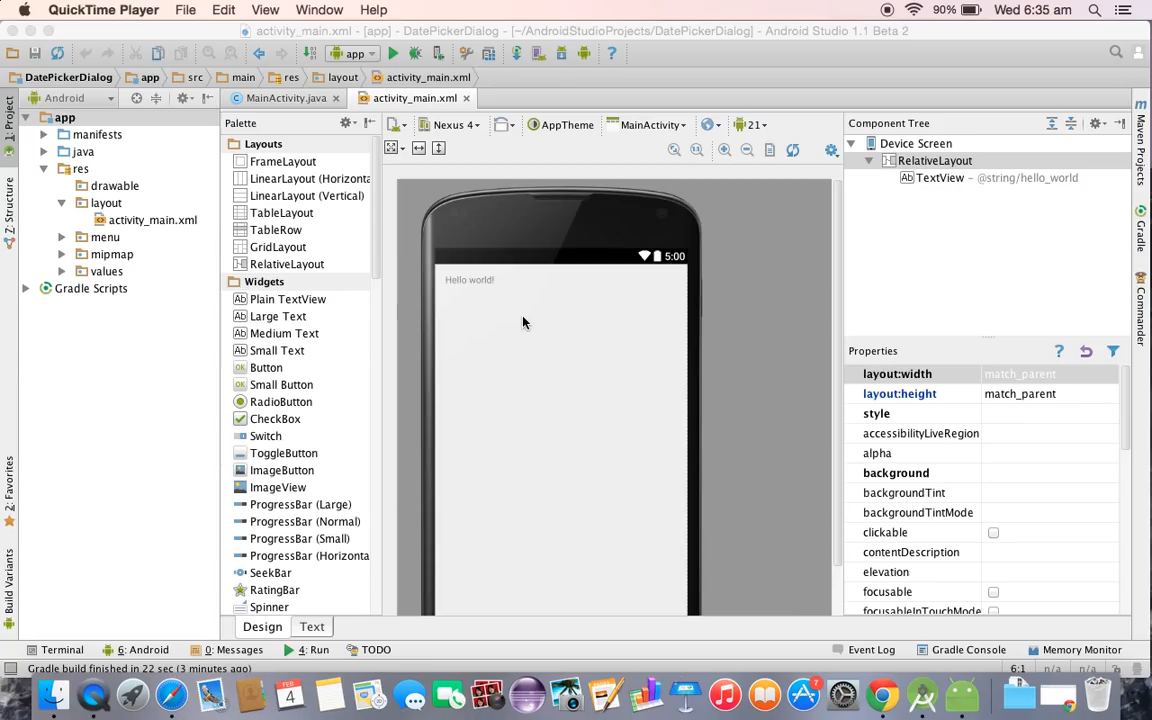 QuickTime Player File Edit View Window Help 90% Wed 6:35 am
activity_main.xml - [app] - [~/AndroidStudioProjects/DatePickerDialog] - Android Studio 1.1 Beta 2
app
DatePickerDialog app src main res layout activity_main.xml
Android
MainActivity.java activity_main.xml
1: Project
Z: Structure
2: Favorites
Build Variants
app
manifests
java
res
drawable
layout
activity_main.xml
menu
mipmap
values
Gradle Scripts
Palette
Layouts
FrameLayout
LinearLayout (Horizonta
LinearLayout (Vertical)
TableLayout
TableRow
GridLayout
RelativeLayout
Widgets
Plain TextView
Large Text
Medium Text
Small Text
Button
Small Button
RadioButton
CheckBox
Switch
ToggleButton
ImageButton
ImageView
ProgressBar (Large)
ProgressBar (Normal)
ProgressBar (Small)
ProgressBar (Horizonta
SeekBar
RatingBar
Spinner
Nexus 4 AppTheme MainActivity 21
5:00
Hello world!
Design Text
Component Tree
Device Screen
RelativeLayout
TextView - @string/hello_world
Properties
layout:width match_parent
layout:height match_parent
style
accessibilityLiveRegion
alpha
background
backgroundTint
backgroundTintMode
clickable
contentDescription
elevation
focusable
focusableInTouchMode
Maven Projects
Gradle
Commander
Terminal 6: Android 0: Messages 4: Run TODO Event Log Gradle Console Memory Monitor
Gradle build finished in 22 sec (3 minutes ago) 6:1 n/a n/a
4
7